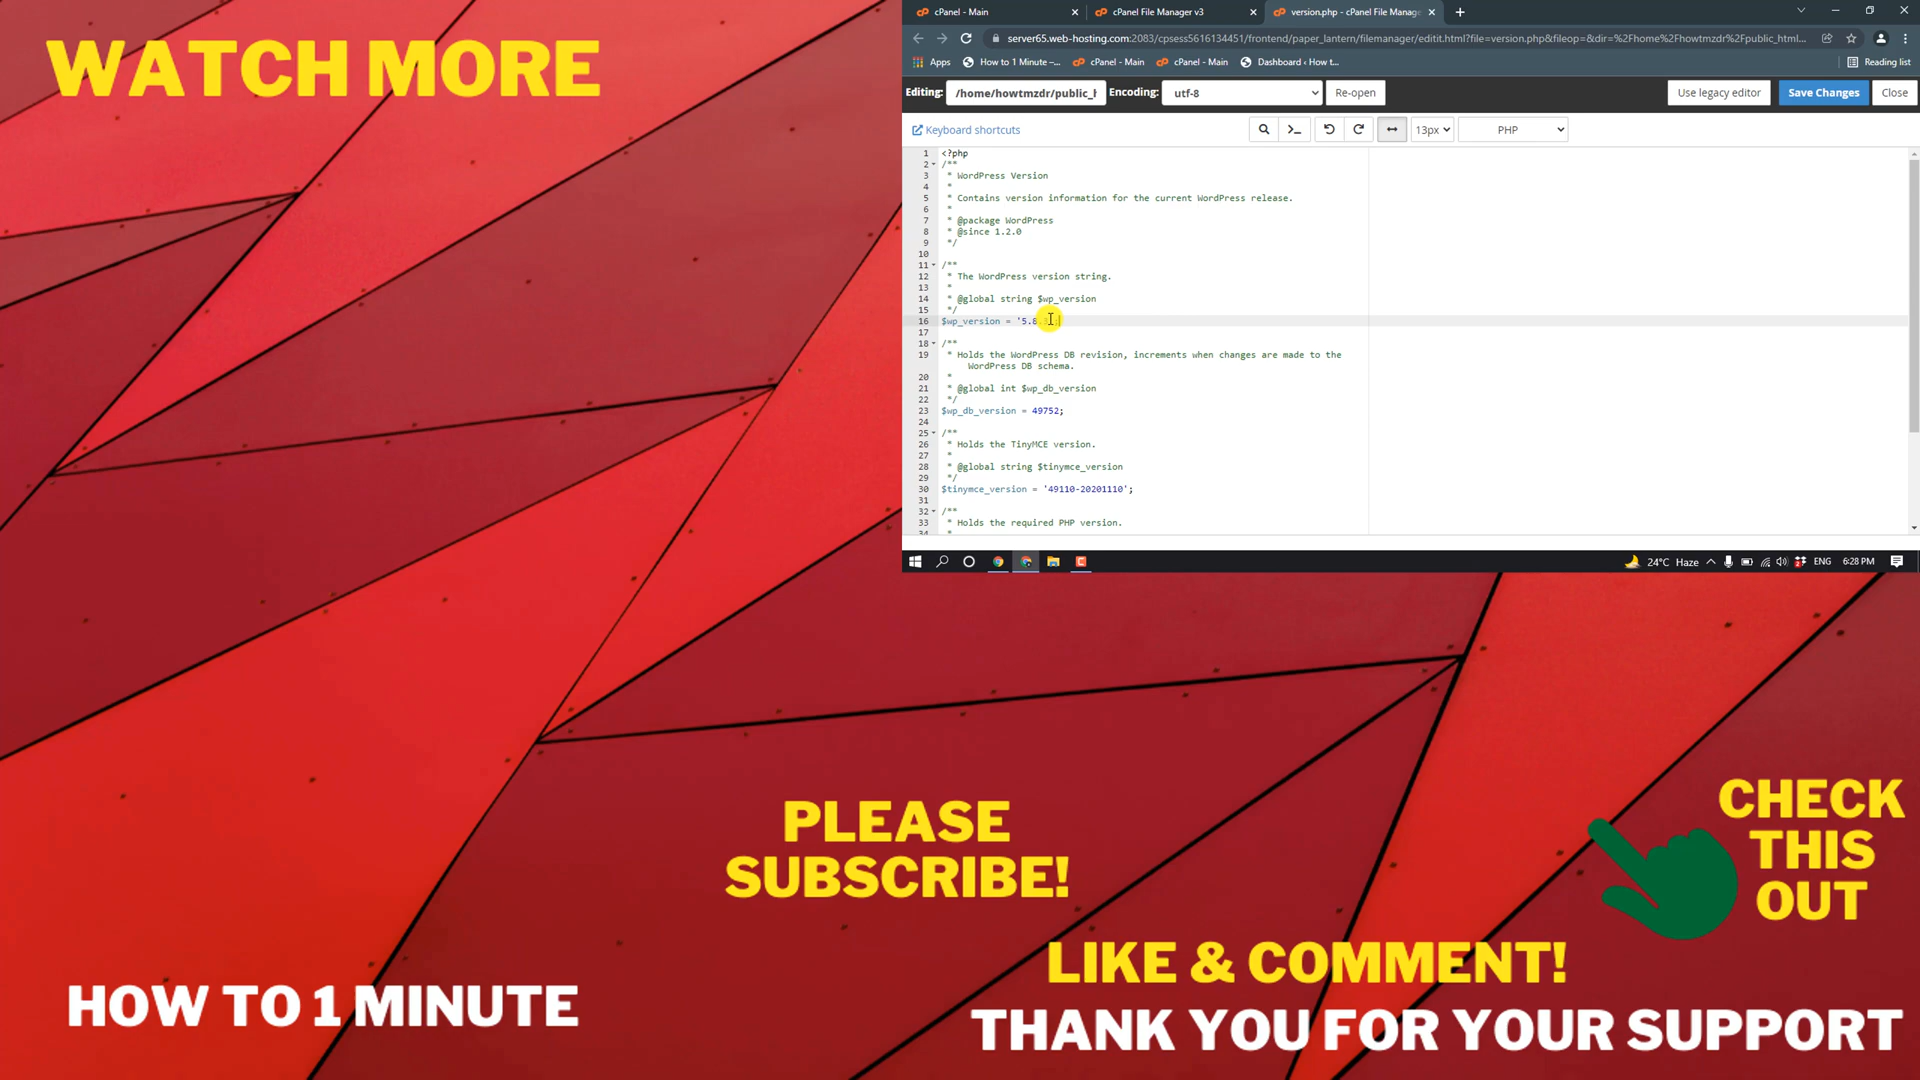 WATCH MORE
cPanel - Main
cPanel File Manager v3
version.php - cPanel File Manag
server65.web-hosting.com:2083/cpsess5616134451/frontend/paper_lantern/filemanager/editit.html?file=version.php&fileop=&dir=%2Fhome%2Fhowtmzdr%2Fpublic_html...
Apps
How to 1 Minute –...
cPanel - Main
cPanel - Main
Dashboard ‹ How t...
Reading list
Editing:
/home/howtmzdr/public_h
Encoding:
utf-8
Re-open
Use legacy editor
Save Changes
Close
Keyboard shortcuts
13px
PHP
1 <?php
2 /**
3 * WordPress Version
4 *
5 * Contains version information for the current WordPress release.
6 *
7 * @package WordPress
8 * @since 1.2.0
9 */
10
11 /**
12 * The WordPress version string.
13 *
14 * @global string $wp_version
15 */
16 $wp_version = '5.8.
17
18 /**
19 * Holds the WordPress DB revision, increments when changes are made to the
WordPress DB schema.
20 *
21 * @global int $wp_db_version
22 */
23 $wp_db_version = 49752;
24
25 /**
26 * Holds the TinyMCE version.
27 *
28 * @global string $tinymce_version
29 */
30 $tinymce_version = '49110-20201110';
31
32 /**
33 * Holds the required PHP version.
34 *
24°C Haze
ENG
6:28 PM
PLEASE
SUBSCRIBE!
CHECK
THIS
OUT
LIKE & COMMENT!
HOW TO 1 MINUTE
THANK YOU FOR YOUR SUPPORT